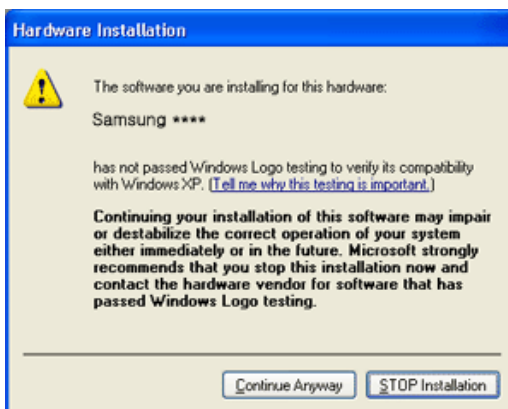 Hardware Installation
The software you are installing for this hardware:
Samsung ****
has not passed Windows Logo testing to verify its compatibility
with Windows XP. (Tell me why this testing is important.)
Continuing your installation of this software may impair
or destabilize the correct operation of your system
either immediately or in the future. Microsoft strongly
recommends that you stop this installation now and
contact the hardware vendor for software that has
passed Windows Logo testing.
Continue Anyway
STOP Installation